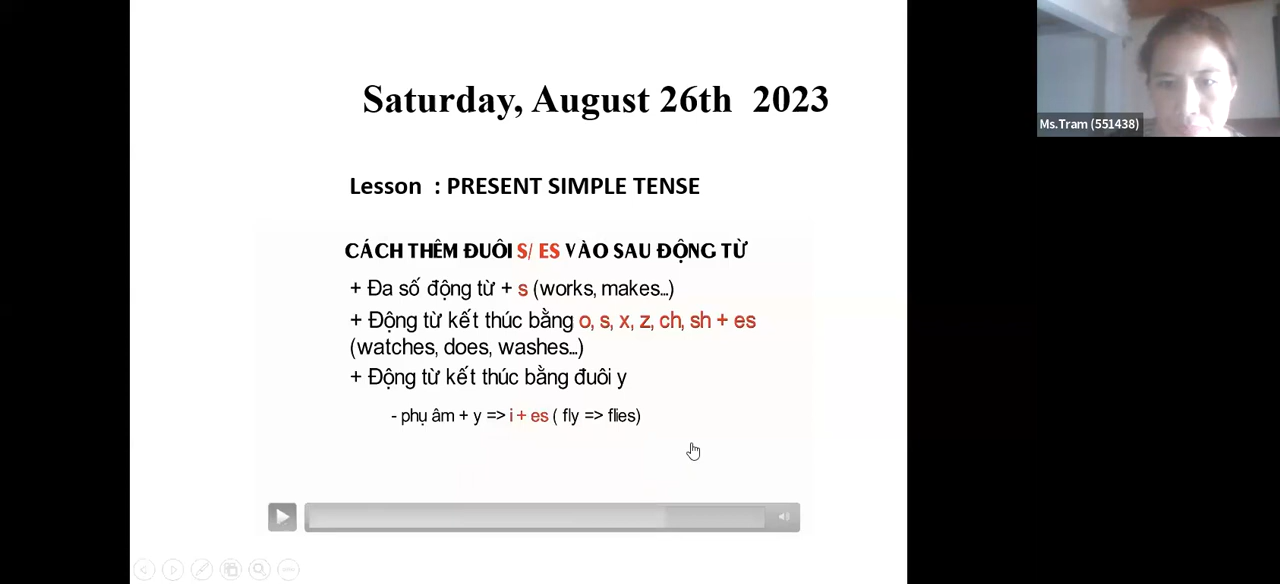 Saturday, August 26th 2023
Ms.Tram (551438)
Lesson : PRESENT SIMPLE TENSE
CÁCH THÊM ĐUÔI S/ ES VÀO SAU ĐỘNG TỪ
+ Đa số động từ + s (works, makes...)
+ Động từ kết thúc bằng o, s, x, z, ch, sh + es
(watches, does, washes...)
+ Động từ kết thúc bằng đuôi y
- phụ âm + y => i + es ( fly => flies)